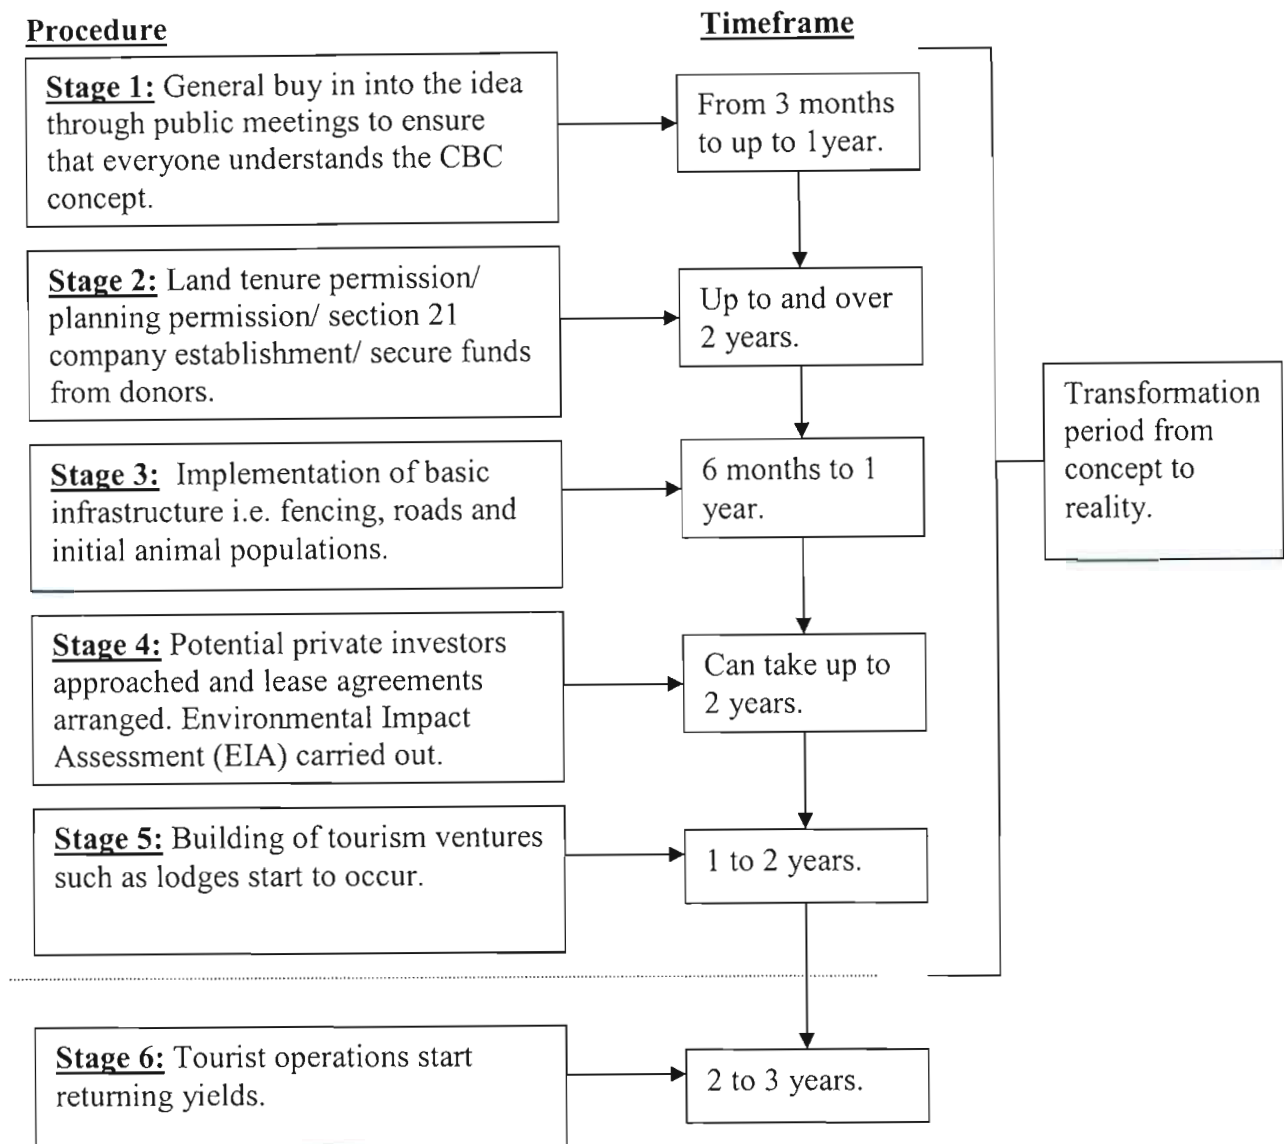 Procedure
Timeframe
Stage 1: General buy in into the idea
through public meetings to ensure
that everyone understands the CBC
concept.
From 3 months
to up to 1year.
Stage 2: Land tenure permission/
planning permission/ section 21
company establishment/ secure funds
from donors.
Up to and over
2 years.
Stage 3:  Implementation of basic
infrastructure i.e. fencing, roads and
initial animal populations.
6 months to 1
year.
Transformation
period from
concept to
reality.
Stage 4: Potential private investors
approached and lease agreements
arranged. Environmental Impact
Assessment (EIA) carried out.
Can take up to
2 years.
Stage 5: Building of tourism ventures
such as lodges start to occur.
1 to 2 years.
Stage 6: Tourist operations start
returning yields.
2 to 3 years.